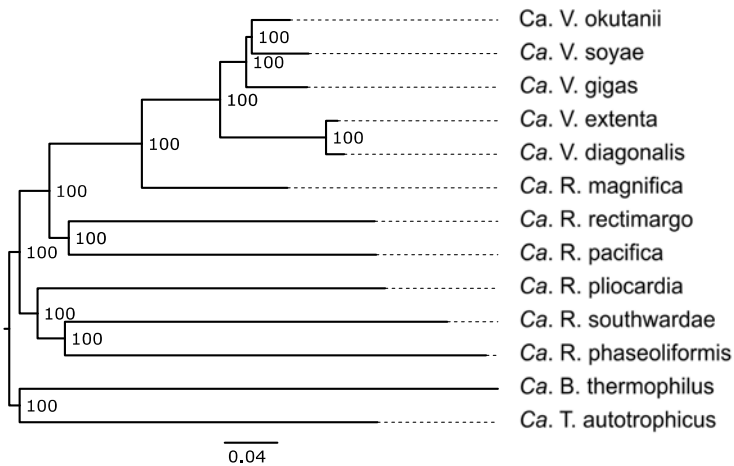 Ca. V. okutanii
100
Ca. V. soyae
100
Ca. V. gigas
100
Ca. V. extenta
100
Ca. V. diagonalis
100
Ca. R. magnifica
100
Ca. R. rectimargo
100
Ca. R. pacifica
100
Ca. R. pliocardia
100
Ca. R. southwardae
100
Ca. R. phaseoliformis
Ca. B. thermophilus
100
Ca. T. autotrophicus
0.04